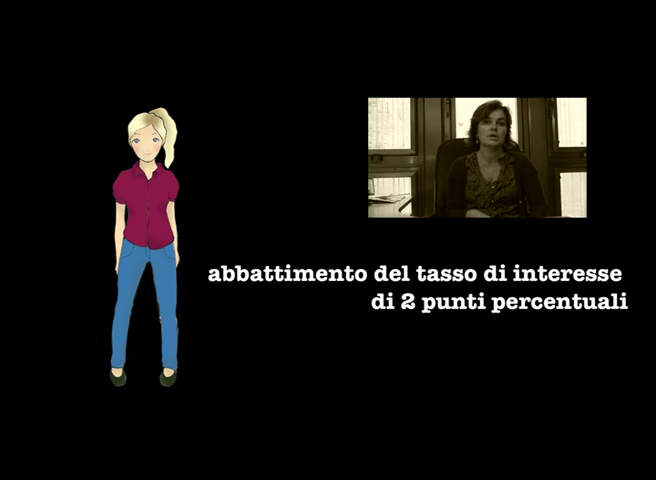 abbattimento del tasso di interesse
di 2 punti percentuali